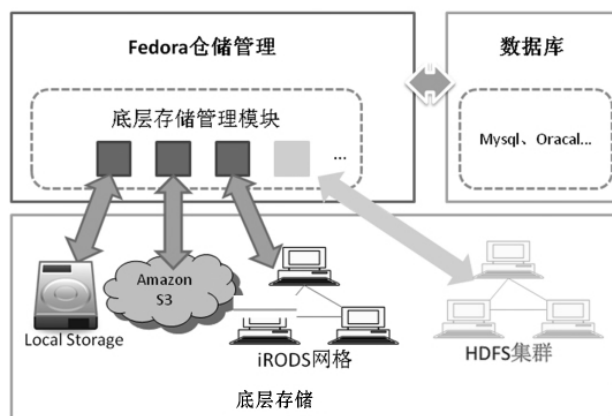 Fedora仓储管理
数据库
底层存储管理模块
...
Mysql、Oracal...
Amazon
S3
Local Storage
iRODS网格
HDFS集群
底层存储